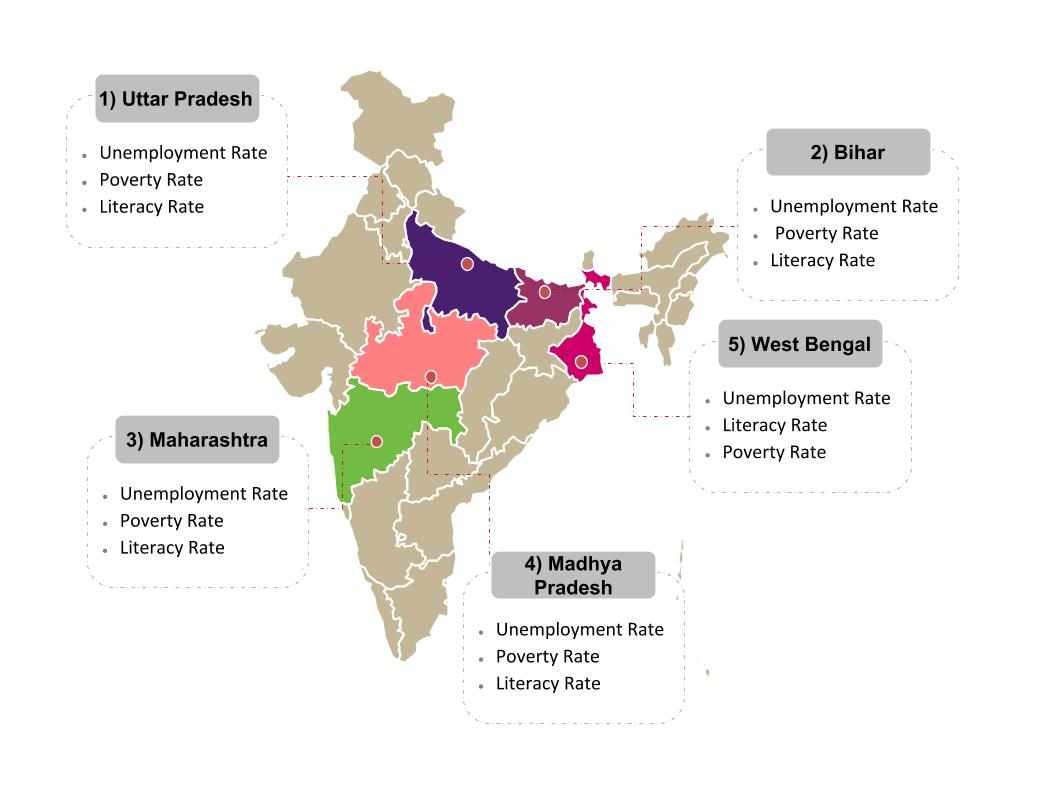 1) Uttar Pradesh
• Unemployment Rate
• Poverty Rate
• Literacy Rate
2) Bihar
• Unemployment Rate
• Poverty Rate
• Literacy Rate
5) West Bengal
• Unemployment Rate
• Literacy Rate
• Poverty Rate
3) Maharashtra
• Unemployment Rate
• Poverty Rate
• Literacy Rate
4) Madhya
Pradesh
• Unemployment Rate
• Poverty Rate
• Literacy Rate